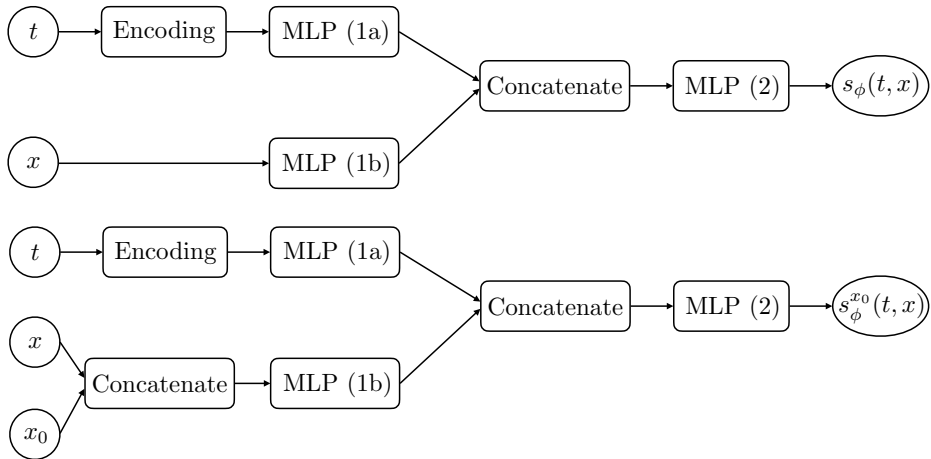 t Encoding MLP (1a)
Concatenate MLP (2) s_ϕ(t, x)
x MLP (1b)
t Encoding MLP (1a)
Concatenate MLP (2) s_ϕ^{x_0}(t, x)
x
Concatenate MLP (1b)
x_0